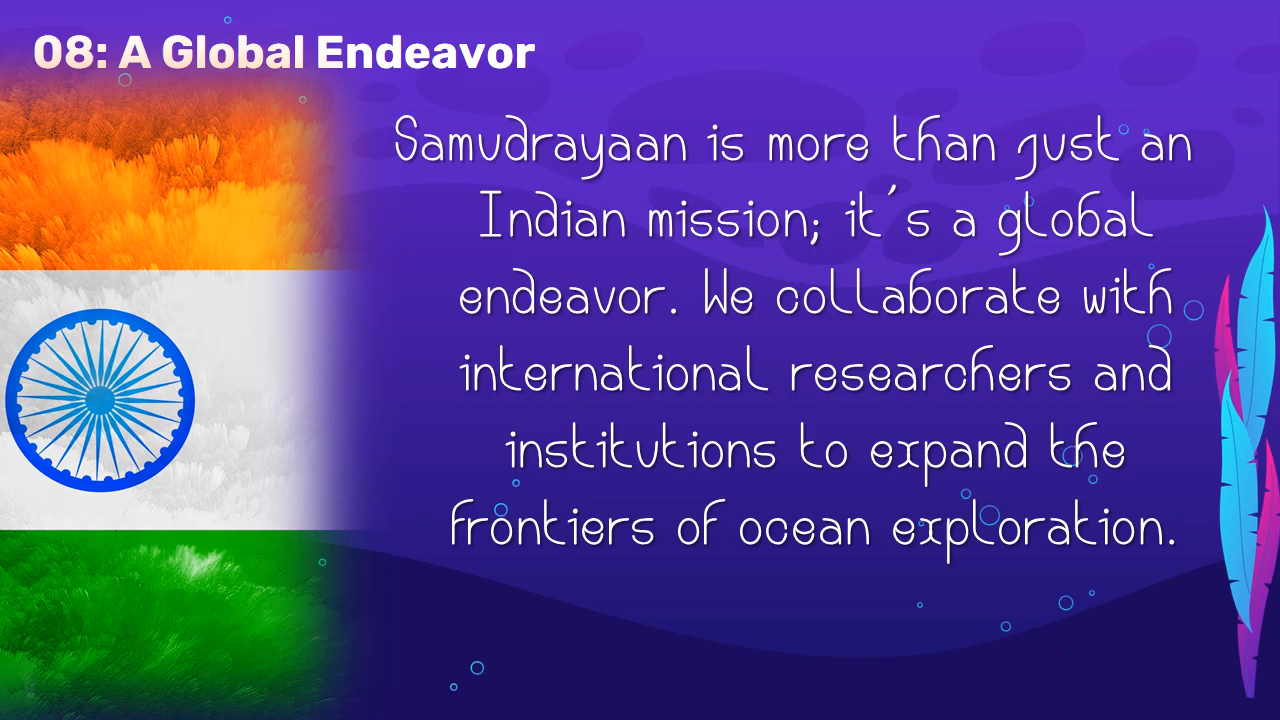 08: A Global Endeavor
Samudrayaan is more than just an
Indian mission; it's a global
endeavor. We collaborate with
international researchers and
institutions to expand the
frontiers of ocean exploration.